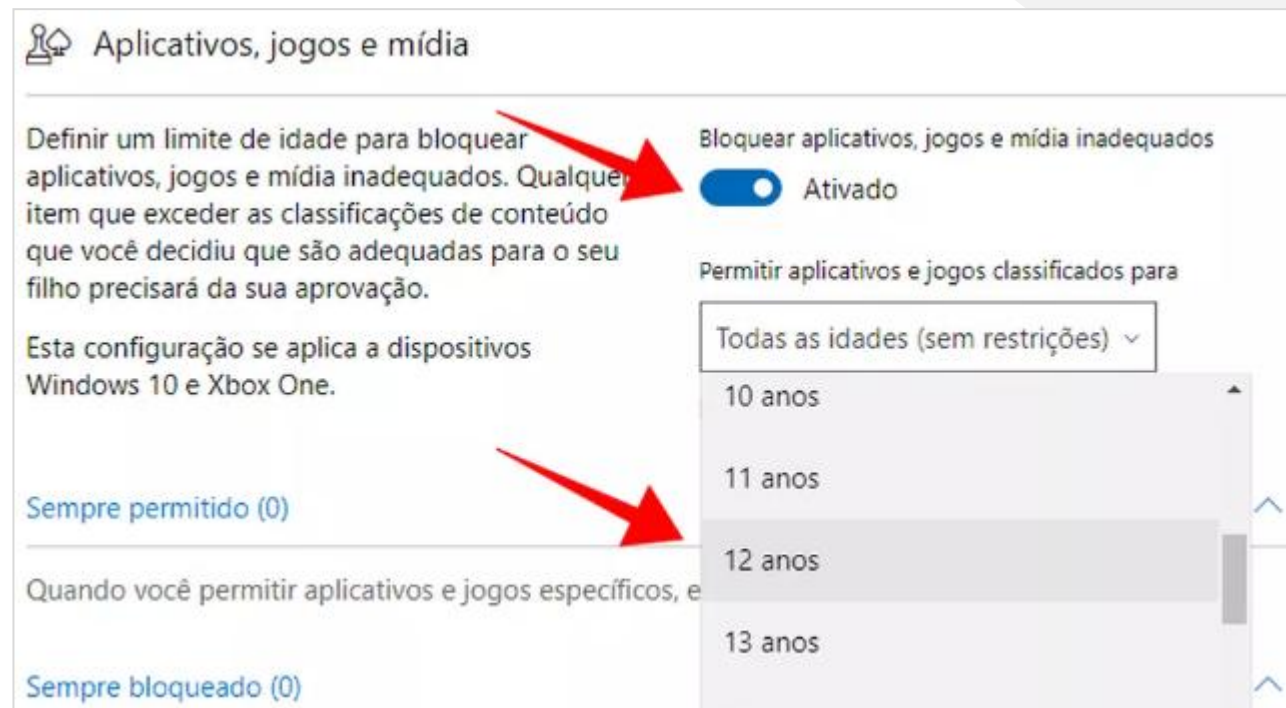 Aplicativos, jogos e mídia
Definir um limite de idade para bloquear
aplicativos, jogos e mídia inadequados. Qualquer
item que exceder as classificações de conteúdo
que você decidiu que são adequadas para o seu
filho precisará da sua aprovação.
Esta configuração se aplica a dispositivos
Windows 10 e Xbox One.
Bloquear aplicativos, jogos e mídia inadequados
Ativado
Permitir aplicativos e jogos classificados para
Todas as idades (sem restrições)
10 anos
11 anos
12 anos
13 anos
Sempre permitido (0)
Quando você permitir aplicativos e jogos específicos, e
Sempre bloqueado (0)